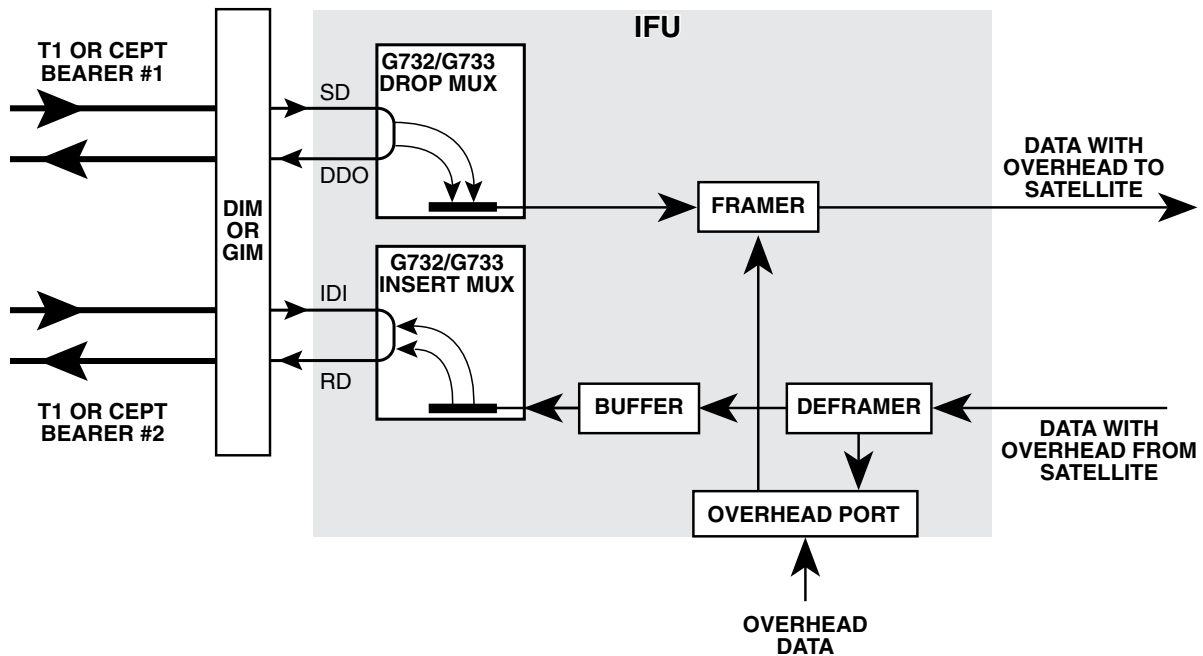 IFU
T1 OR CEPT
BEARER #1
G732/G733
DROP MUX
SD
DDO
DATA WITH
OVERHEAD TO
SATELLITE
FRAMER
DIM
OR
GIM
G732/G733
INSERT MUX
IDI
RD
BUFFER
DEFRAMER
T1 OR CEPT
BEARER #2
DATA WITH
OVERHEAD FROM
SATELLITE
OVERHEAD PORT
OVERHEAD
DATA